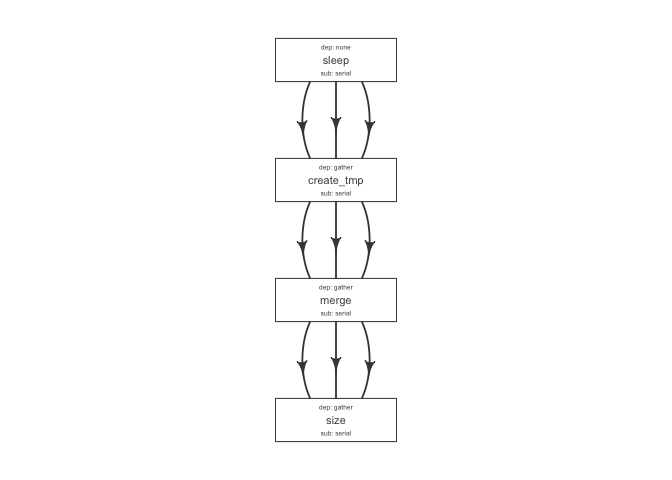 dep: none
sleep
sub: serial
dep: gather
create_tmp
sub: serial
dep: gather
merge
sub: serial
dep: gather
size
sub: serial